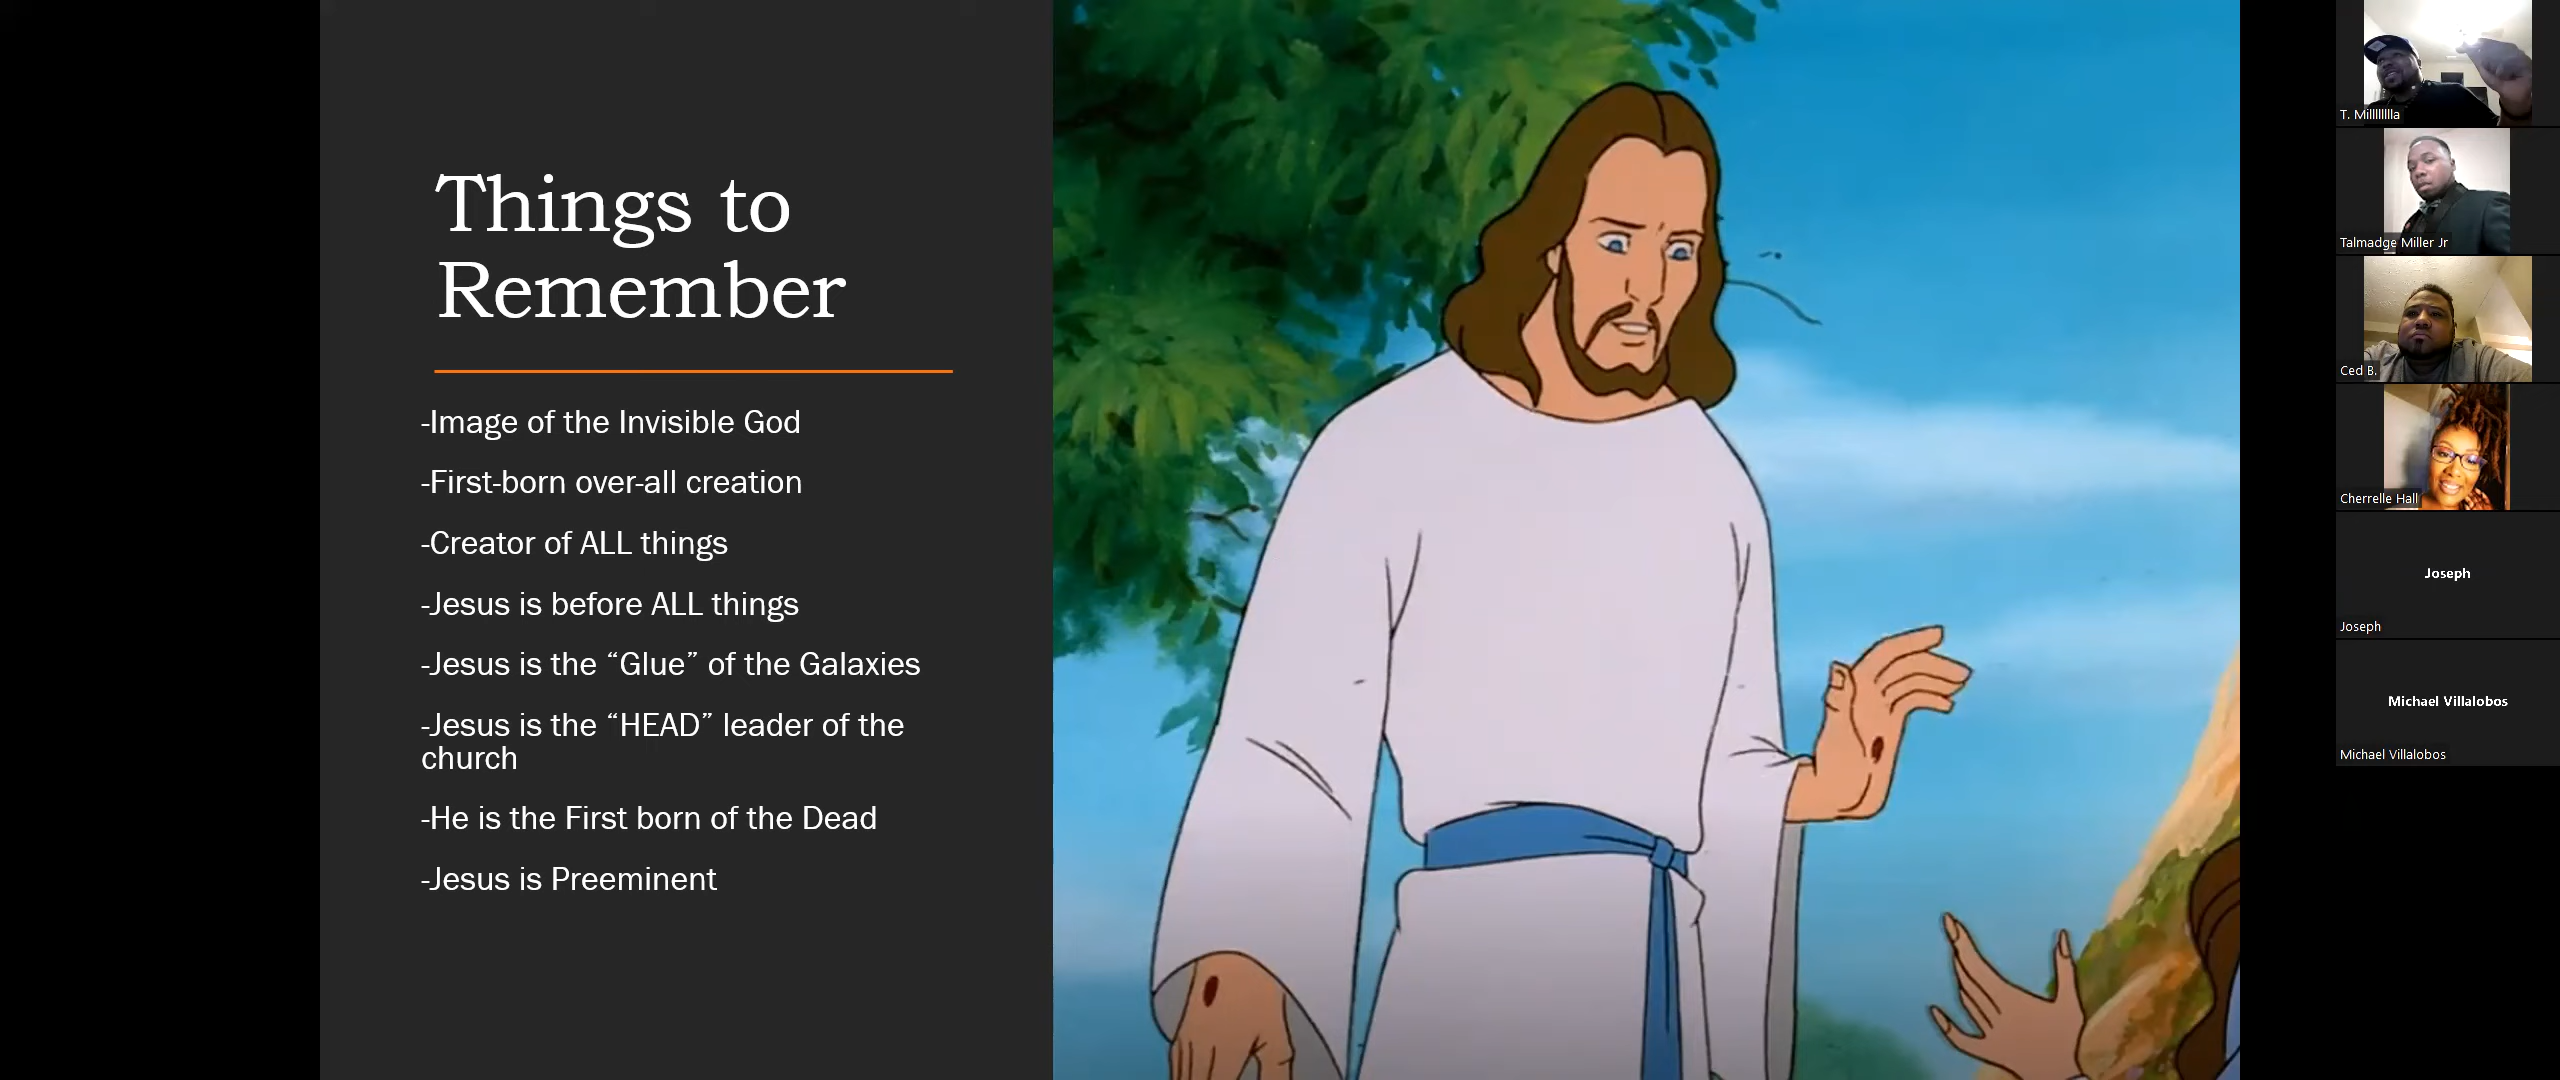 Things to
Remember
-Image of the Invisible God
-First-born over-all creation
-Creator of ALL things
-Jesus is before ALL things
-Jesus is the “Glue” of the Galaxies
-Jesus is the “HEAD” leader of the
church
-He is the First born of the Dead
-Jesus is Preeminent
Talmadge Miller Jr
Ced B.
Cherrelle Hall
Joseph
Joseph
Michael Villalobos
Michael Villalobos